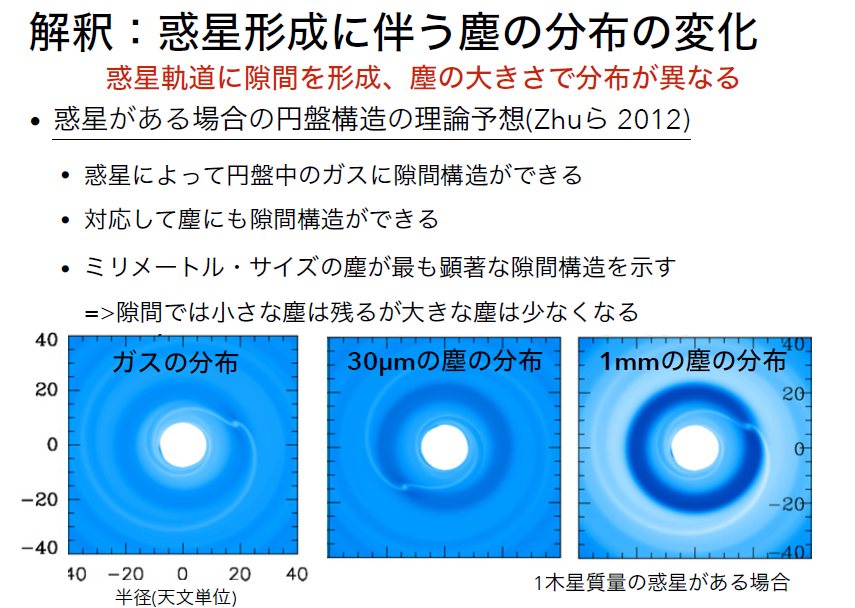 解釈：惑星形成に伴う塵の分布の変化
惑星軌道に隙間を形成、塵の大きさで分布が異なる
• 惑星がある場合の円盤構造の理論予想(Zhuら 2012)
• 惑星によって円盤中のガスに隙間構造ができる
• 対応して塵にも隙間構造ができる
• ミリメートル・サイズの塵が最も顕著な隙間構造を示す
=>隙間では小さな塵は残るが大きな塵は少なくなる
ガスの分布
40
20
0
−20
−40
40 −20 0 20 40
半径(天文単位)
30μmの塵の分布
1mmの塵の分布
40
20
0
−20
−40
1木星質量の惑星がある場合